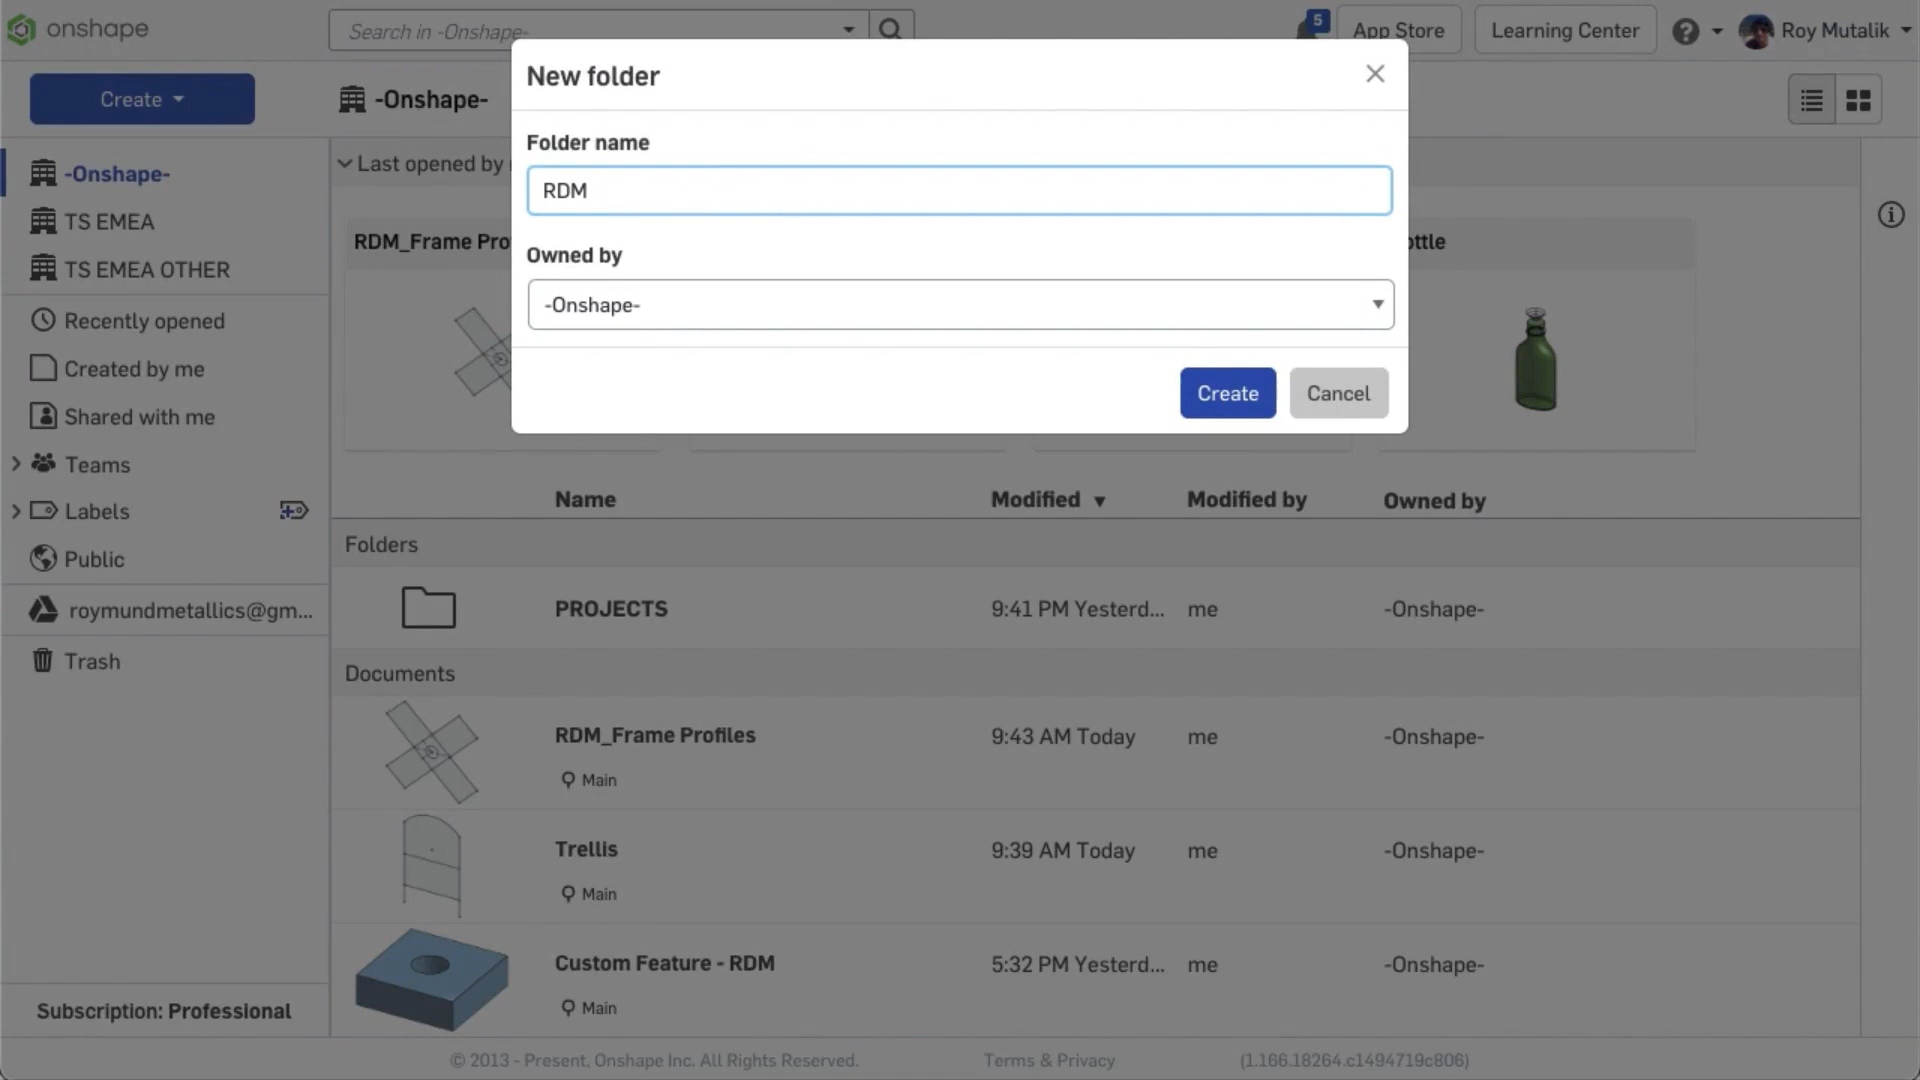 onshape
Search in -Onshape-
5
App Store
Learning Center
Roy Mutalik
Create
-Onshape-
New folder
Folder name
RDM
Owned by
-Onshape-
Create
Cancel
-Onshape-
TS EMEA
TS EMEA OTHER
Recently opened
Created by me
Shared with me
Teams
Labels
Public
roymundmetallics@gm...
Trash
Subscription: Professional
Last opened by
RDM_Frame Pro
ottle
Name Modified Modified by Owned by
Folders
PROJECTS 9:41 PM Yesterd... me -Onshape-
Documents
RDM_Frame Profiles 9:43 AM Today me -Onshape-
Main
Trellis 9:39 AM Today me -Onshape-
Main
Custom Feature - RDM 5:32 PM Yesterd... me -Onshape-
Main
© 2013 - Present, Onshape Inc. All Rights Reserved. Terms & Privacy (1.166.18264.c1494719c806)